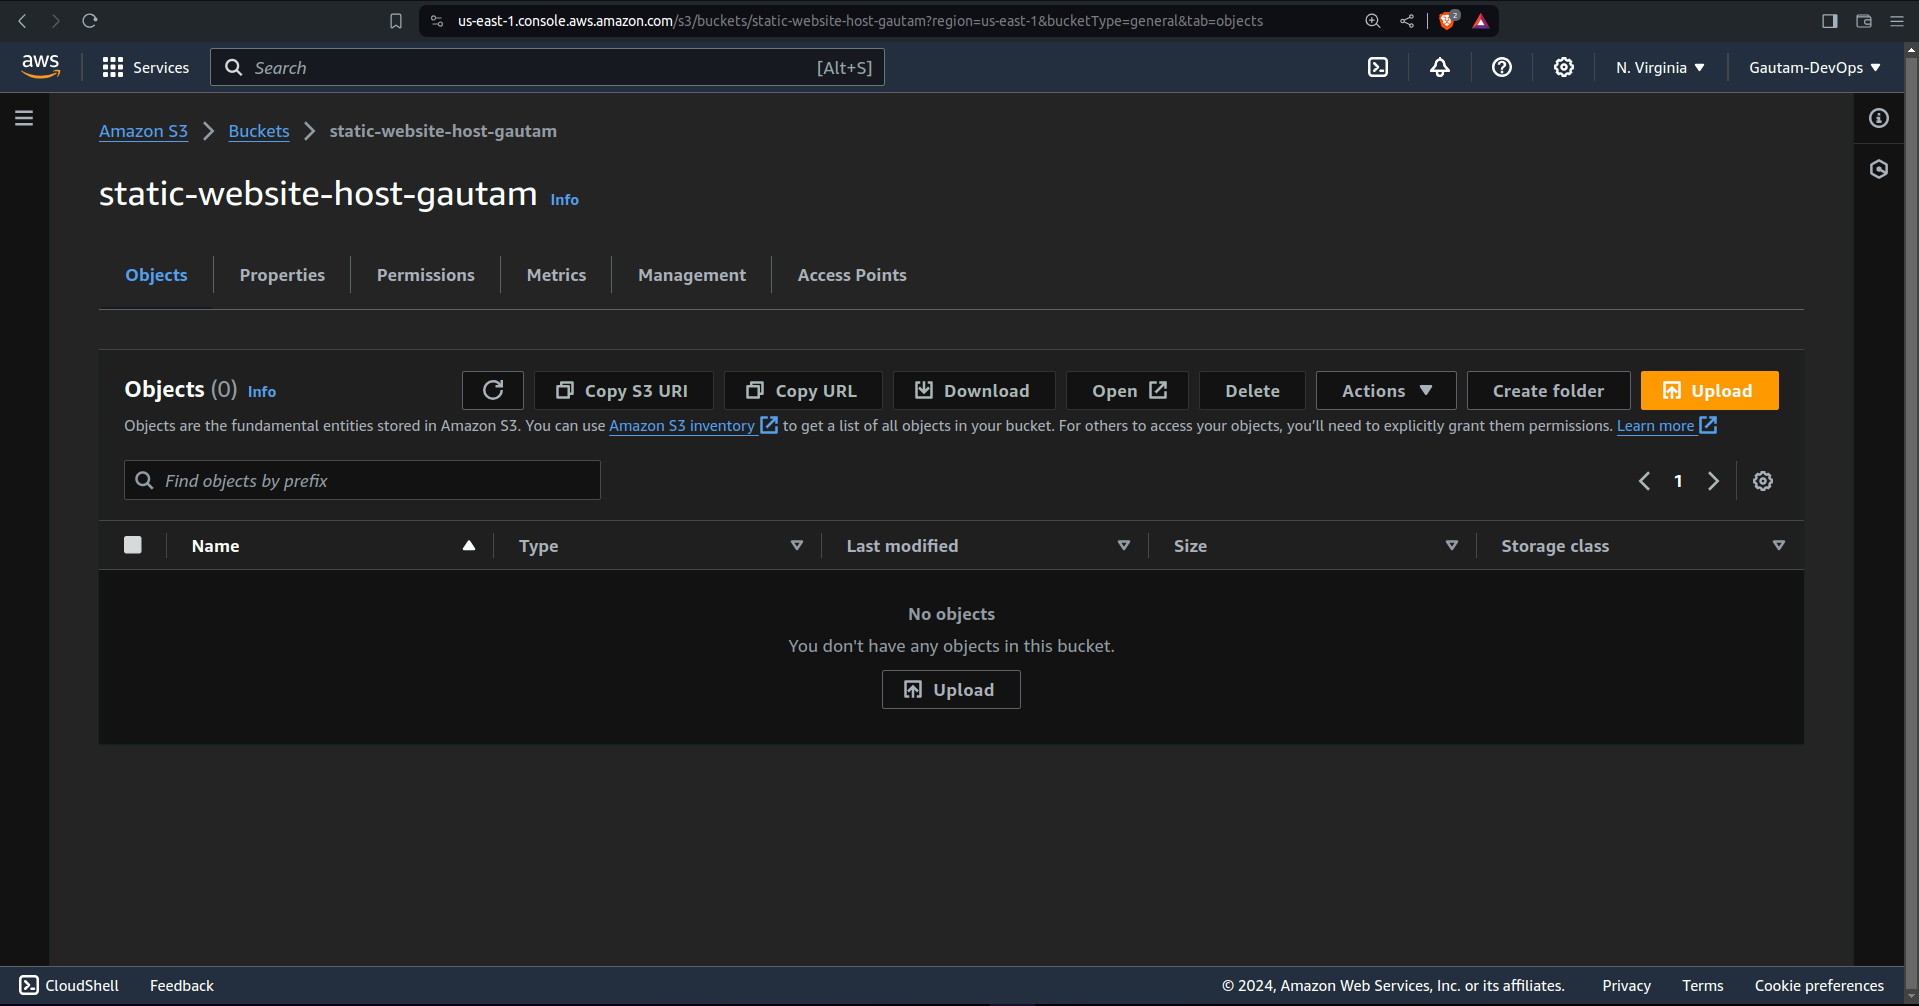 us-east-1.console.aws.amazon.com/s3/buckets/static-website-host-gautam?region=us-east-1&bucketType=general&tab=objects
2
aws
Services
Search
[Alt+S]
N. Virginia
Gautam-DevOps
Amazon S3 Buckets static-website-host-gautam
static-website-host-gautam Info
Objects Properties Permissions Metrics Management Access Points
Objects (0) Info
Copy S3 URI Copy URL Download Open Delete Actions Create folder Upload
Objects are the fundamental entities stored in Amazon S3. You can use Amazon S3 inventory to get a list of all objects in your bucket. For others to access your objects, you’ll need to explicitly grant them permissions. Learn more
Find objects by prefix
1
Name Type Last modified Size Storage class
No objects
You don't have any objects in this bucket.
Upload
CloudShell Feedback © 2024, Amazon Web Services, Inc. or its affiliates. Privacy Terms Cookie preferences